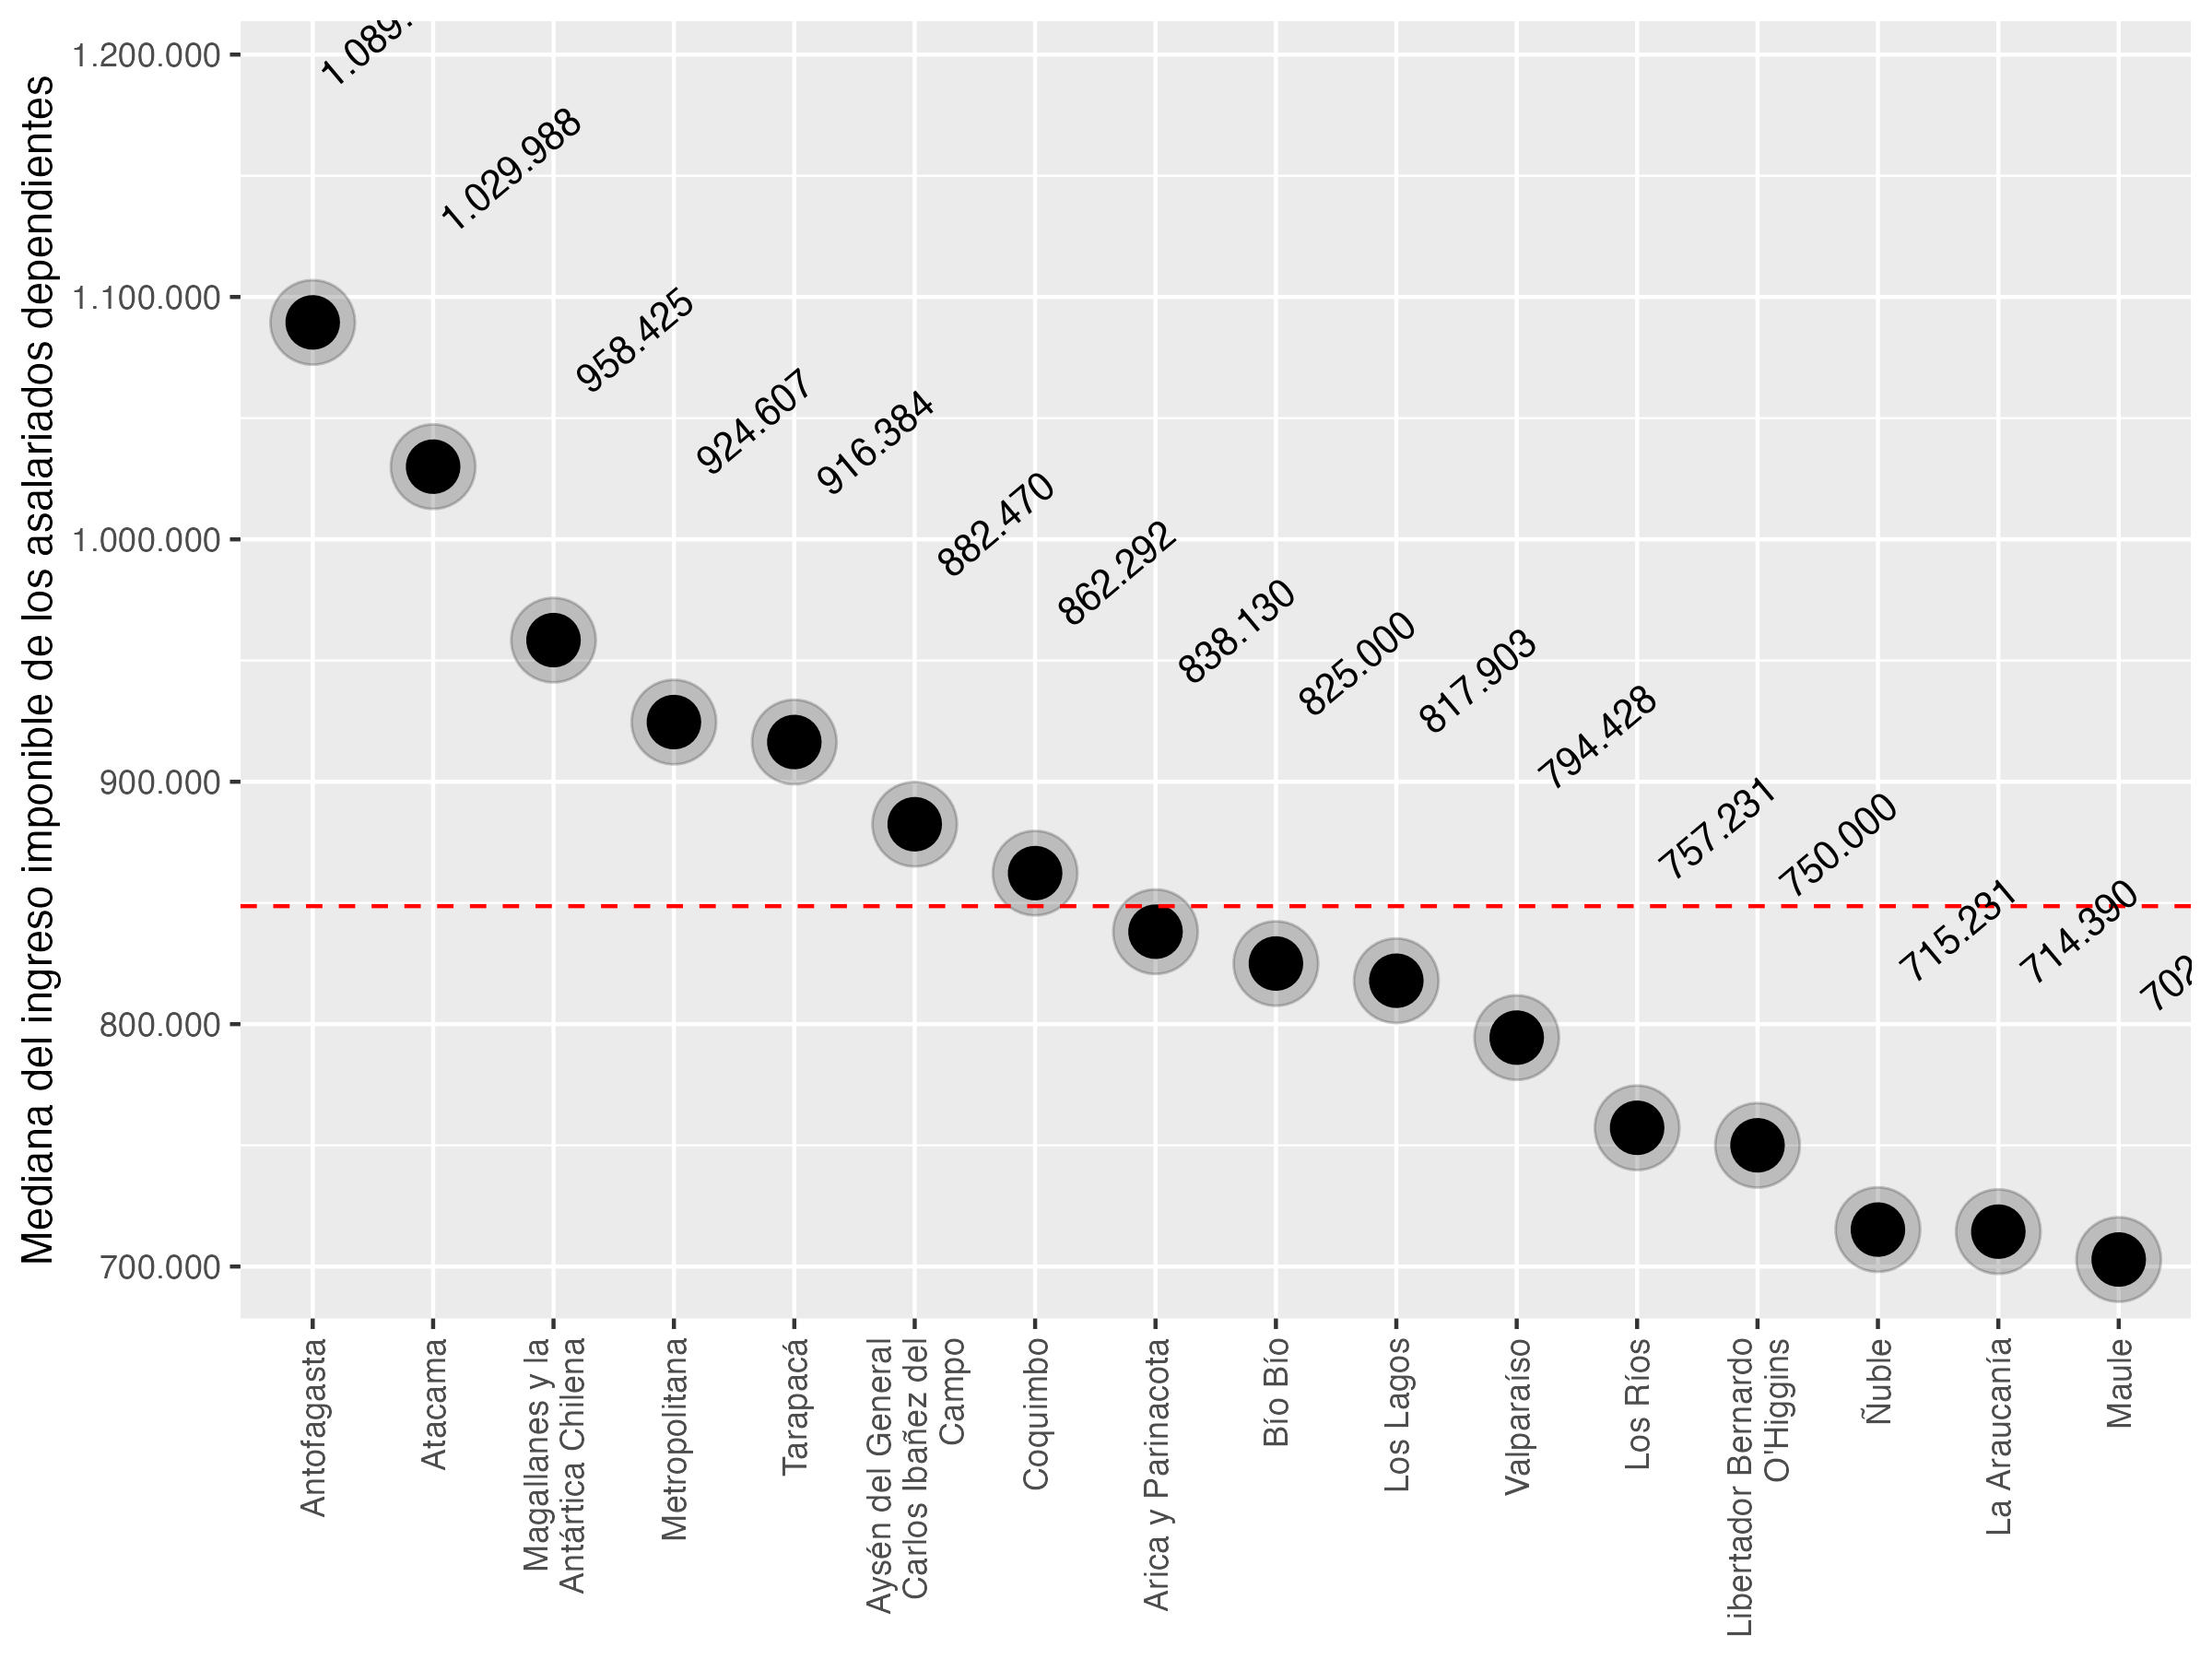 Mediana del ingreso imponible de los asalariados dependientes
1.200.000
1.100.000
1.000.000
900.000
800.000
700.000
1.089.
1.029.988
958.425
924.607
916.384
882.470
862.292
838.130
825.000
817.903
794.428
757.231
750.000
715.231
714.390
702
Antofagasta
Atacama
Magallanes y la
Antártica Chilena
Metropolitana
Tarapacá
Aysén del General
Carlos Ibañez del
Campo
Coquimbo
Arica y Parinacota
Bío Bío
Los Lagos
Valparaíso
Los Ríos
Libertador Bernardo
O'Higgins
Ñuble
La Araucanía
Maule